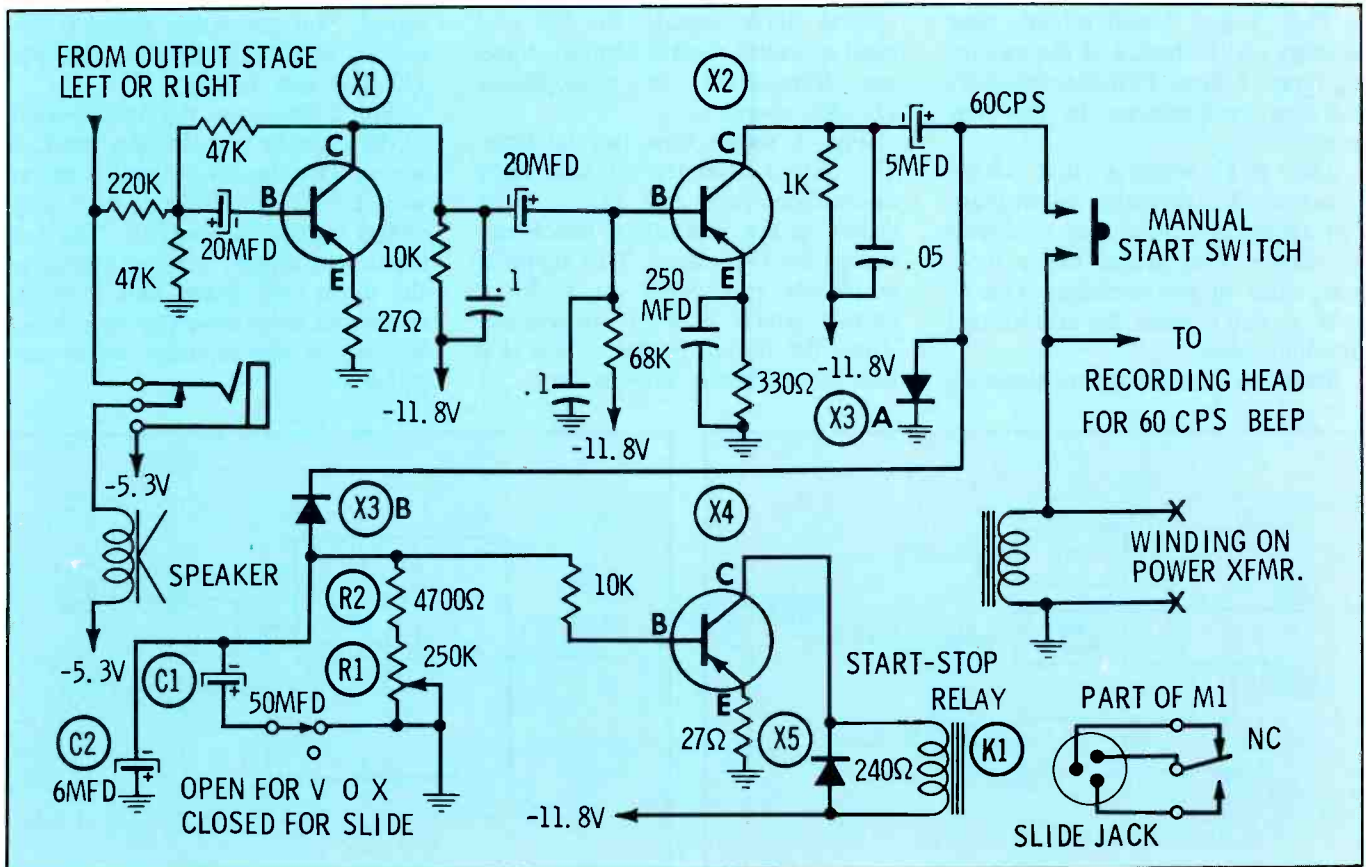 FROM OUTPUT STAGE
LEFT OR RIGHT
X1
X2
60CPS
47K
C
20MFD
C
5MFD
220K
B
B
1K
MANUAL
START SWITCH
20MFD
10K
47K
E
.1
E
.05
250
MFD
27Ω
68K
TO
RECORDING HEAD
FOR 60 CPS BEEP
-11.8V
.1
330Ω
-11.8V
X3 A
-11.8V
-5.3V
X3 B
X4
WINDING ON
POWER XFMR.
SPEAKER
C
R2
4700Ω
10K
B
-5.3V
R1
250K
START-STOP
RELAY
C1
50MFD
E
PART OF M1
27Ω
X5
240Ω
K1
NC
C2
6MFD
OPEN FOR V O X
CLOSED FOR SLIDE
-11.8V
SLIDE JACK